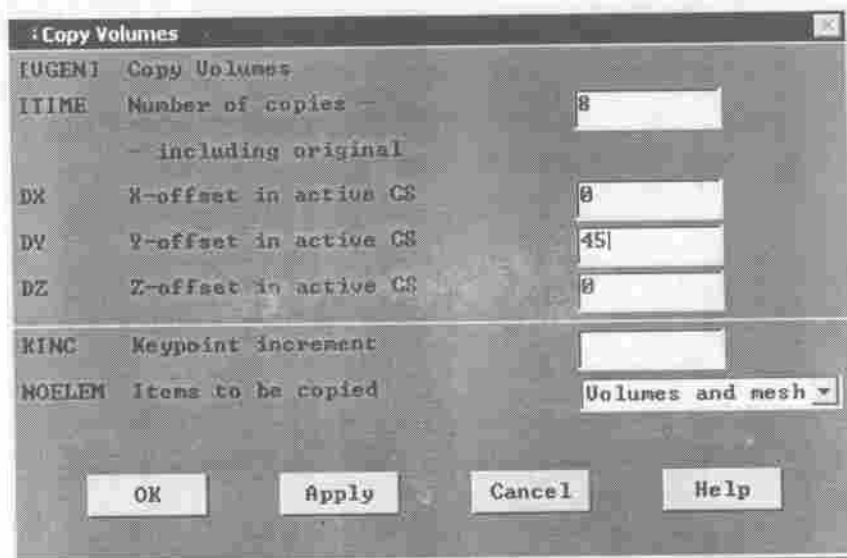 Copy Volumes
[VGEN] Copy Volumes
ITIME Number of copies - 8
- including original
DX X-offset in active CS 0
DY Y-offset in active CS 45
DZ Z-offset in active CS 0
KINC Keypoint increment
NOELEM Items to be copied Volumes and mesh
OK Apply Cancel Help